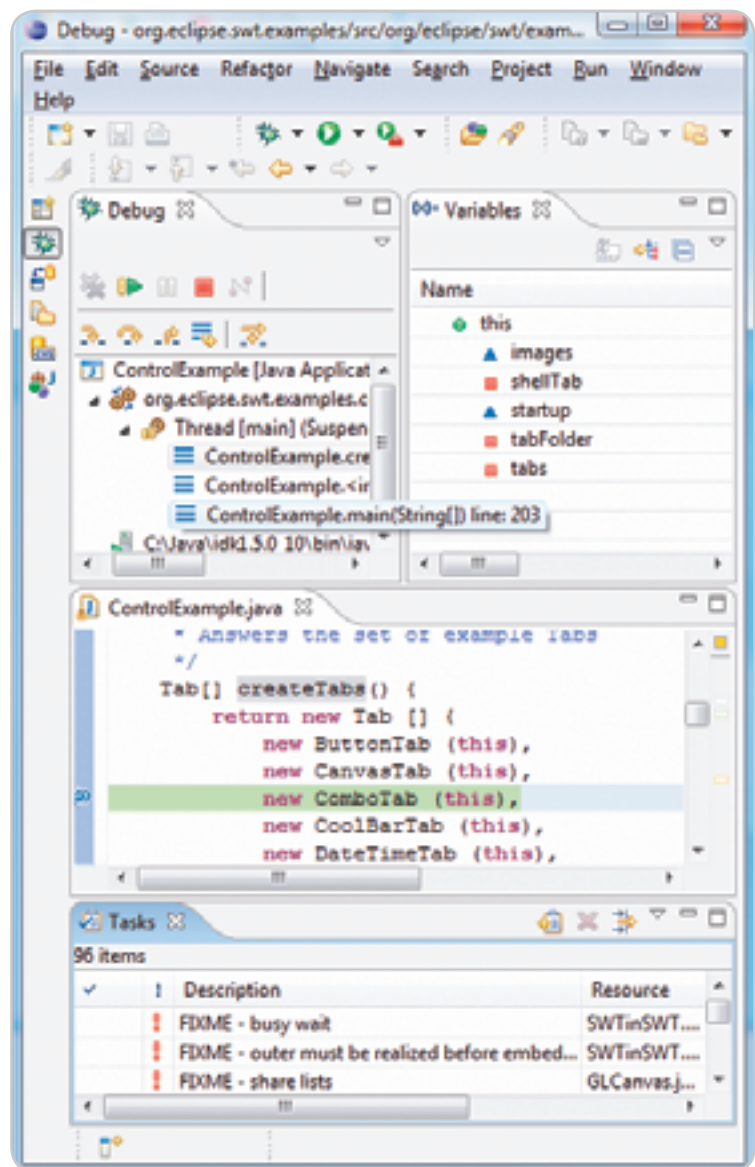 Debug - org.eclipse.swt.examples/src/org/eclipse/swt/exam...
File Edit Source Refactor Navigate Search Project Run Window
Help
Debug
Variables
Name
this
images
shellTab
startup
tabFolder
tabs
ControlExample [Java Applicat
org.eclipse.swt.examples.c
Thread [main] (Suspen
ControlExample.cre
ControlExample.<in
ControlExample.main(String[]) line: 203
C:\Java\jdk1.5.0_10\bin\jav
ControlExample.java
* Answers the set of example Tabs
*/
Tab[] createTabs() {
return new Tab [] {
new ButtonTab (this),
new CanvasTab (this),
new ComboTab (this),
new CoolBarTab (this),
new DateTimeTab (this),
Tasks
96 items
! Description Resource
! FIXME - busy wait SWTinSWT....
! FIXME - outer must be realized before embed... SWTinSWT....
! FIXME - share lists GLCanvas.j...